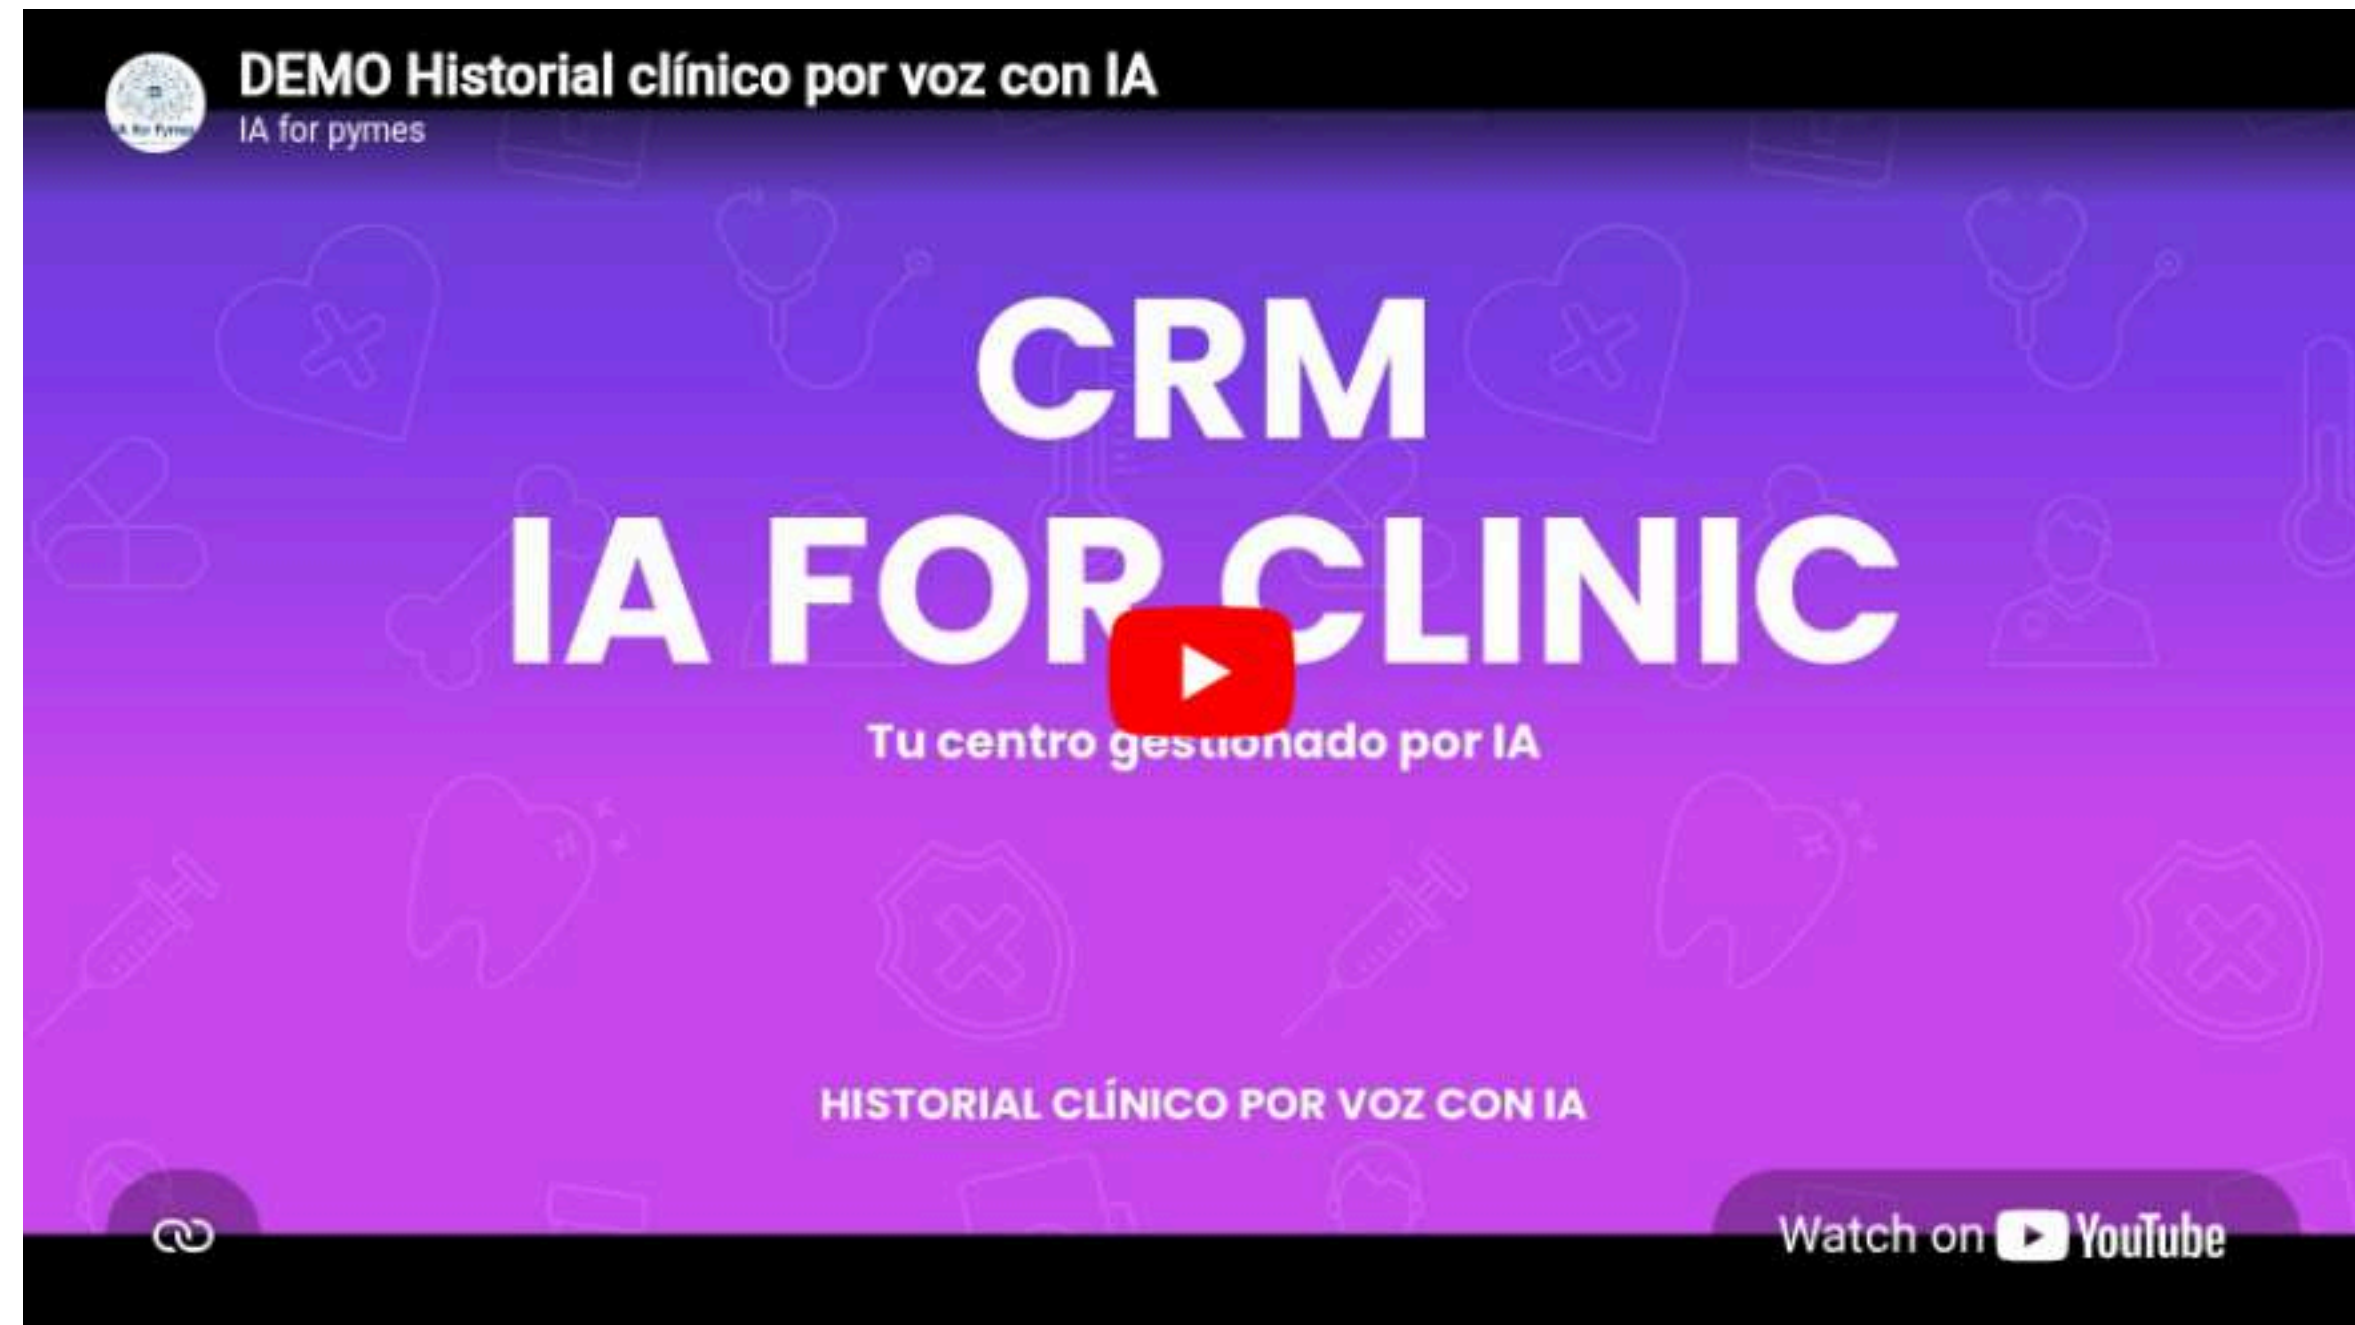 DEMO Historial clínico por voz con IA
IA for pymes
CRM
IA FOR CLINIC
Tu centro gestionado por IA
HISTORIAL CLÍNICO POR VOZ CON IA
Watch on YouTube